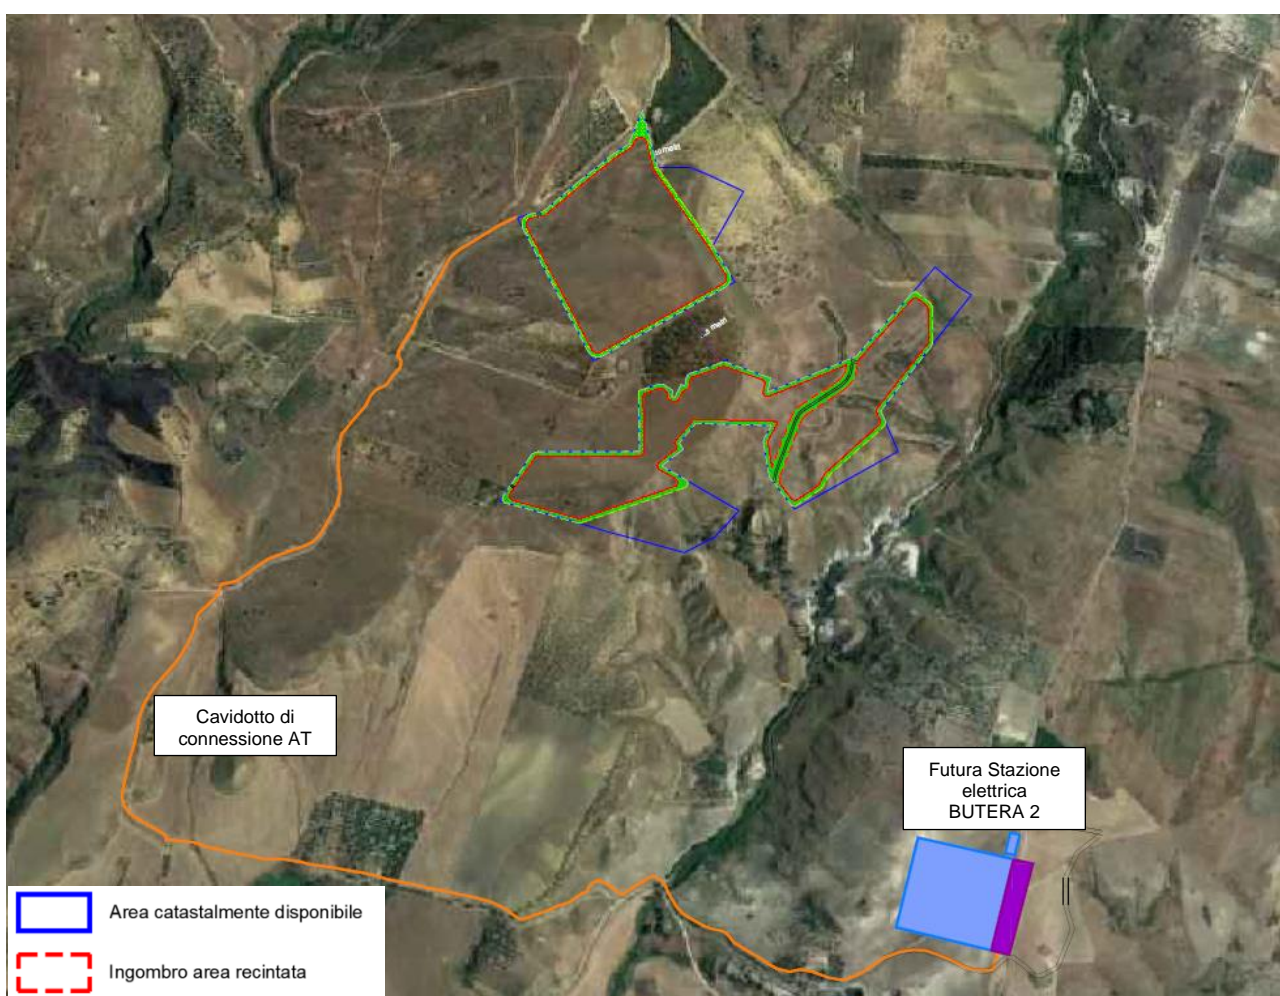 Cavidotto di
connessione AT
Futura Stazione
elettrica
BUTERA 2
Area catastalmente disponibile
Ingombro area recintata